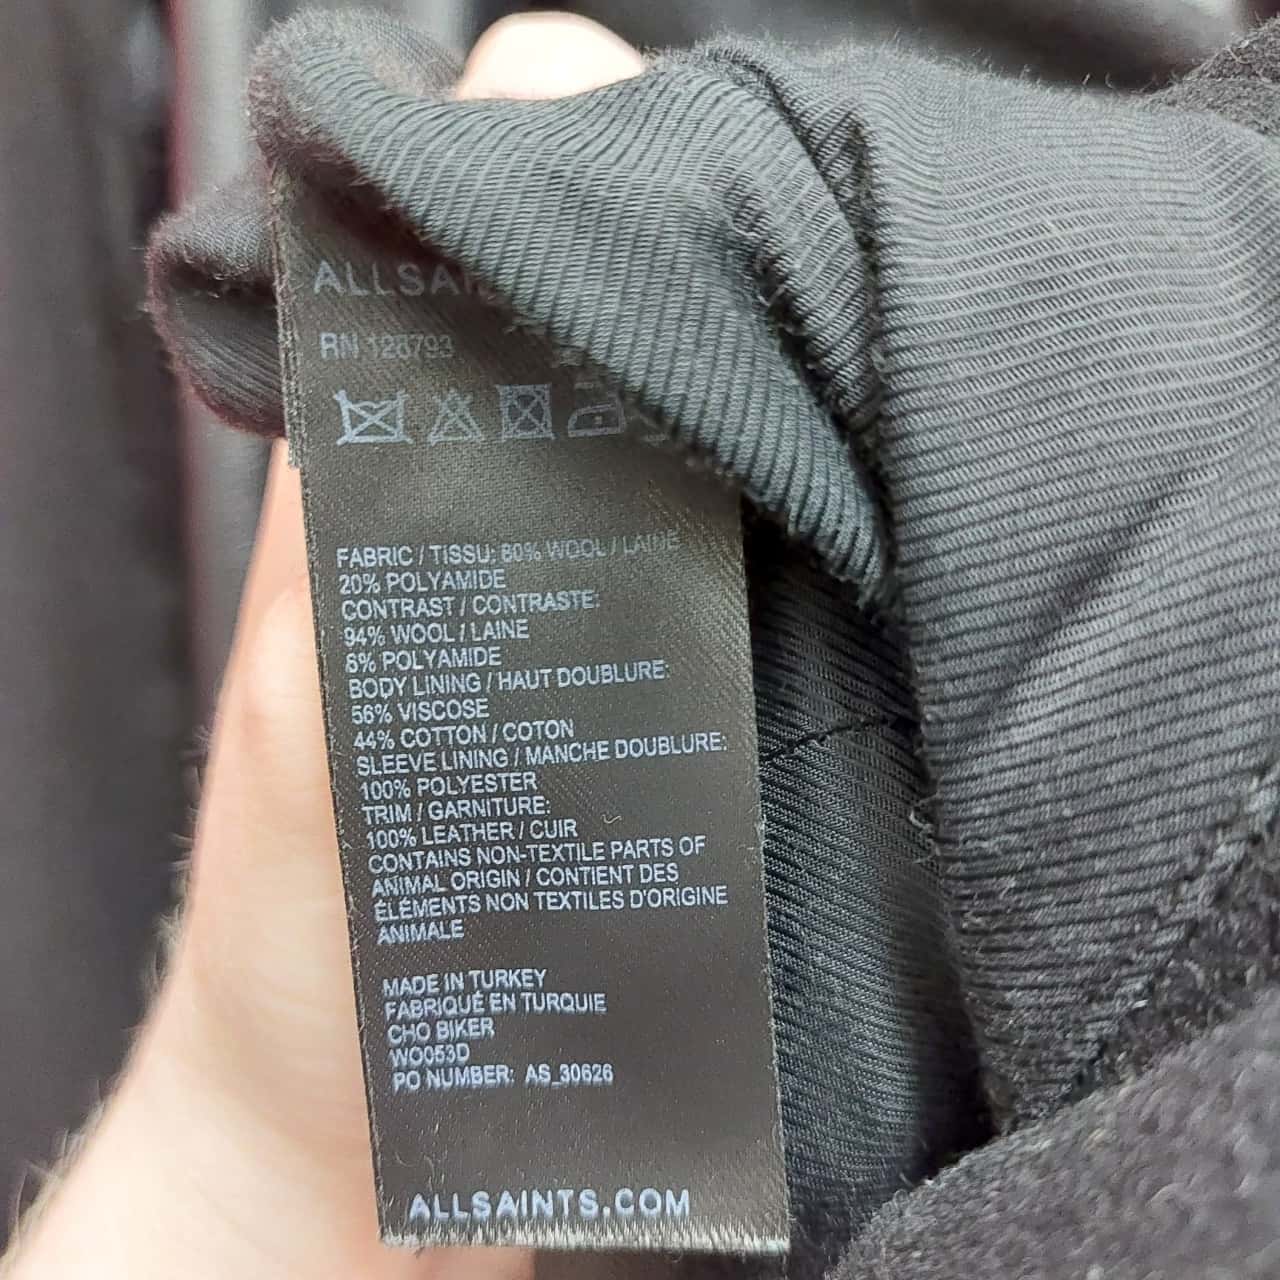 ALLSAI
RN 128793
FABRIC / TISSU: 80% WOOL / LAINE
20% POLYAMIDE
CONTRAST / CONTRASTE:
94% WOOL / LAINE
6% POLYAMIDE
BODY LINING / HAUT DOUBLURE:
56% VISCOSE
44% COTTON / COTON
SLEEVE LINING / MANCHE DOUBLURE:
100% POLYESTER
TRIM / GARNITURE:
100% LEATHER / CUIR
CONTAINS NON-TEXTILE PARTS OF
ANIMAL ORIGIN / CONTIENT DES
ÉLÉMENTS NON TEXTILES D'ORIGINE
ANIMALE
MADE IN TURKEY
FABRIQUÉ EN TURQUIE
CHO BIKER
WO053D
PO NUMBER: AS_30626
ALLSAINTS.COM